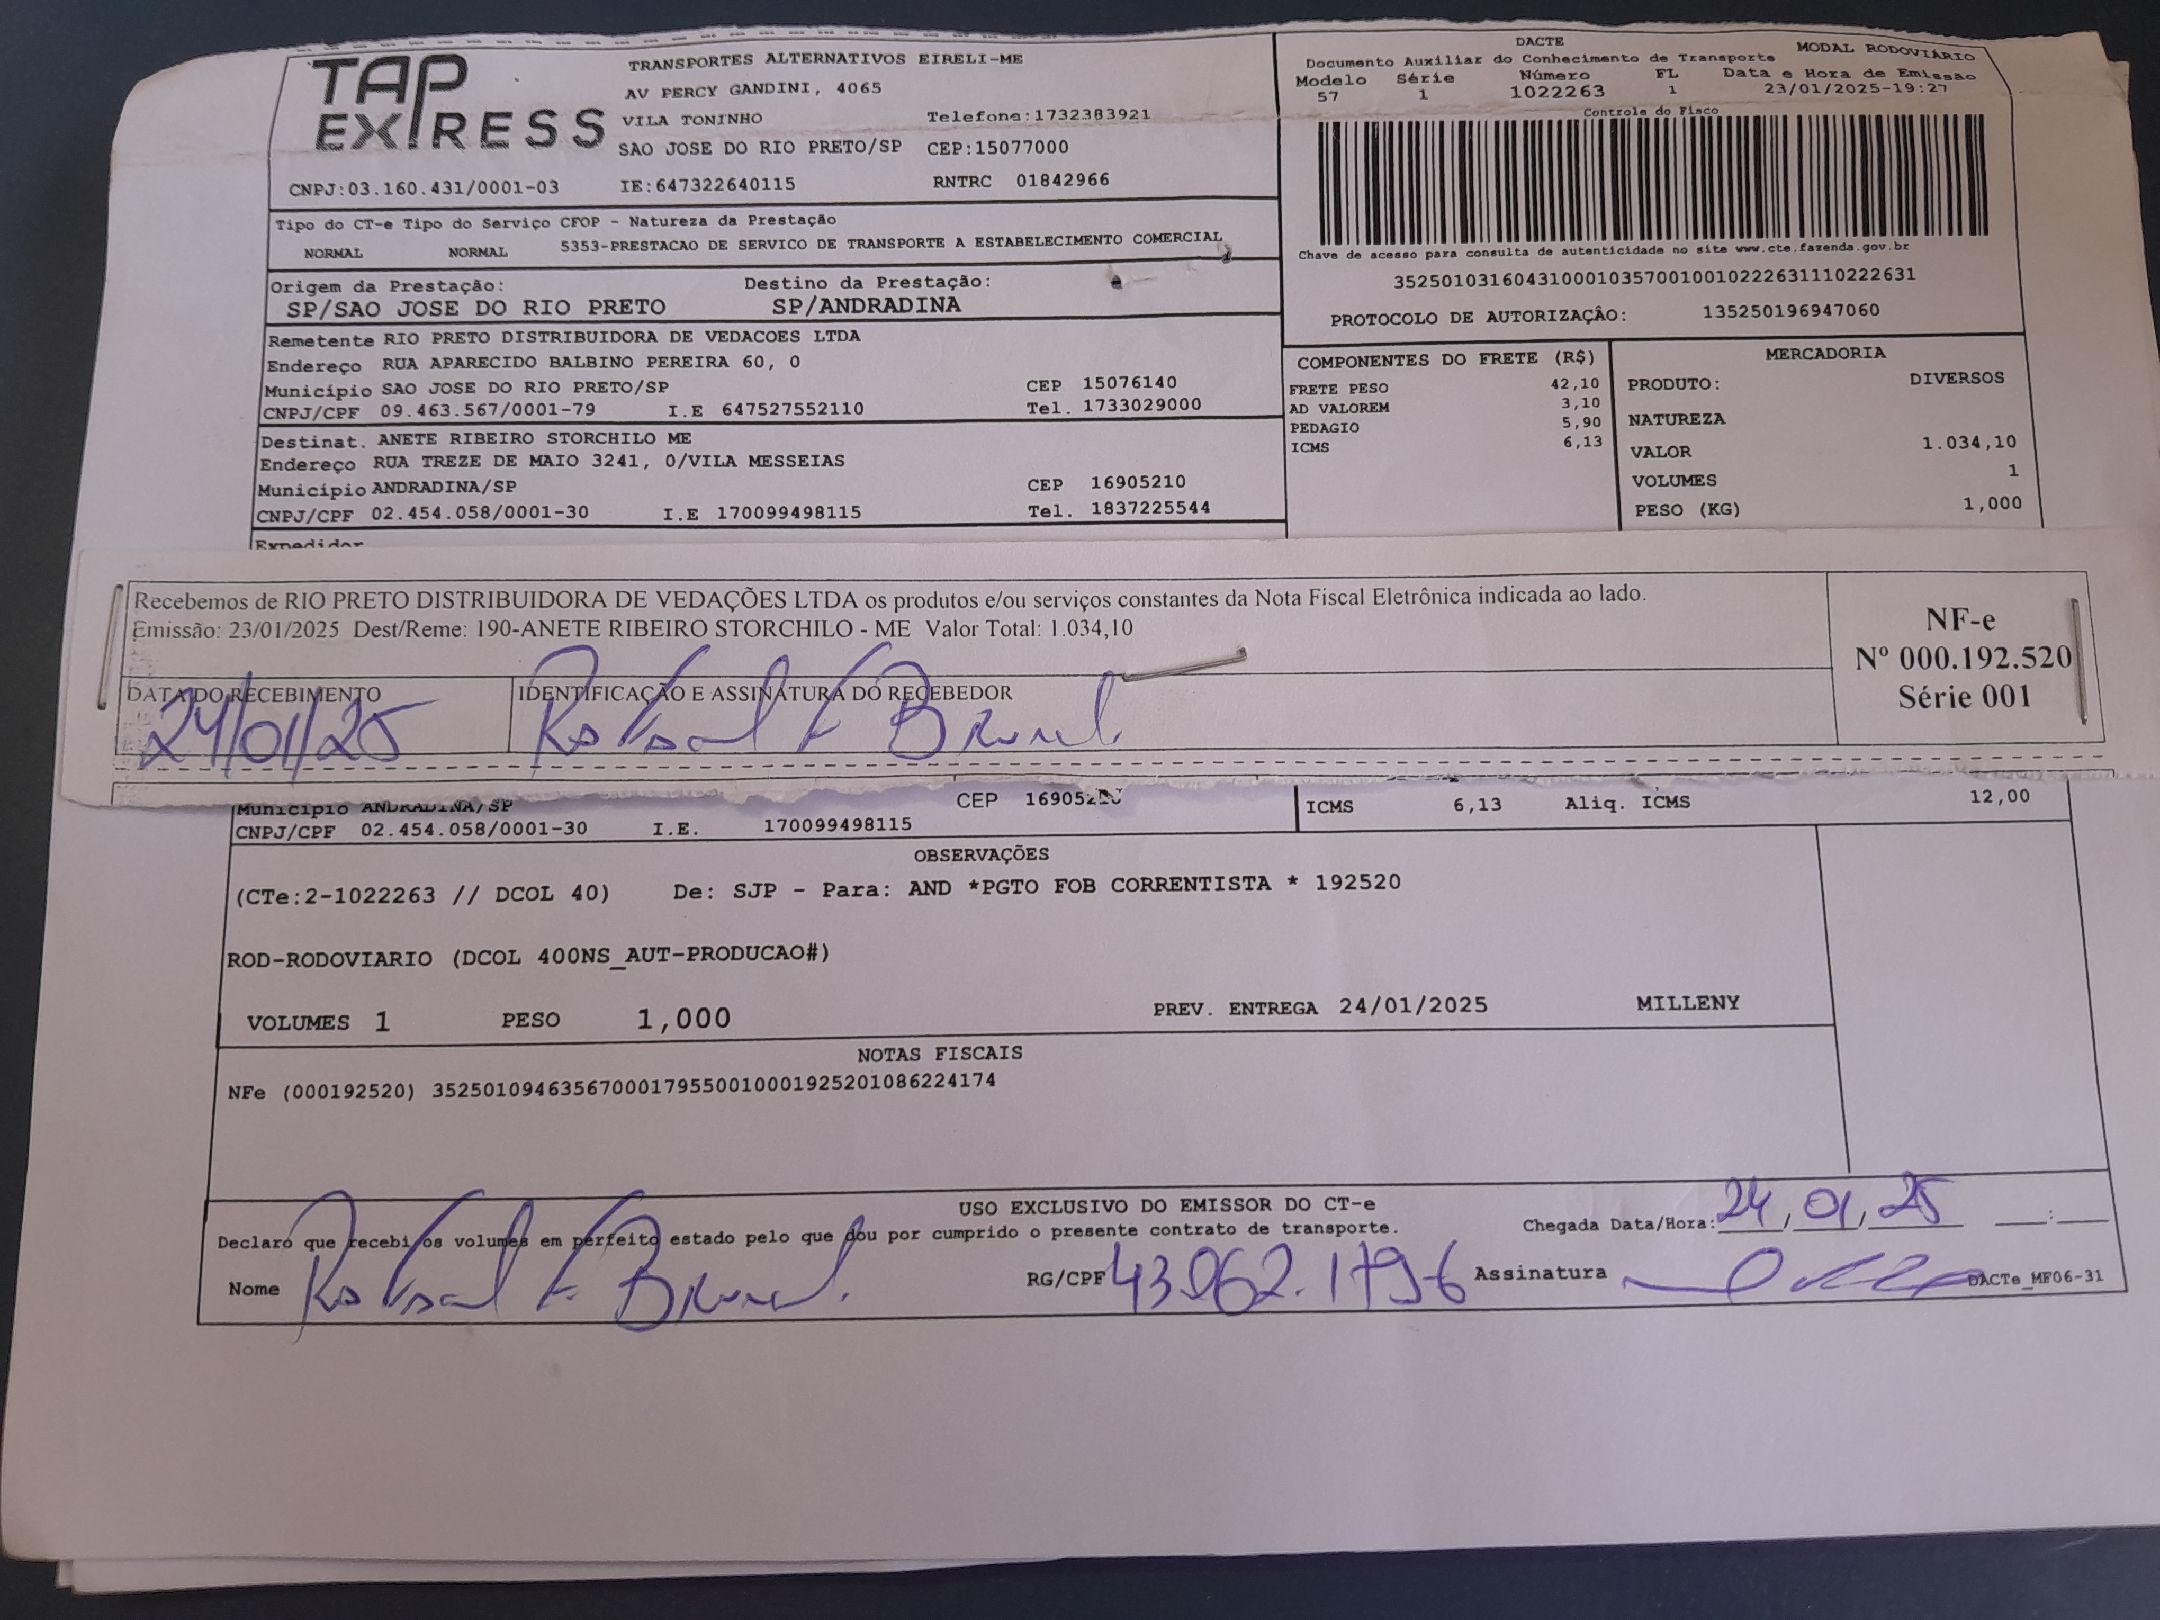 TAP EXPRESS
TRANSPORTES ALTERNATIVOS EIRELI-ME
AV PERCY GANDINI, 4065
VILA TONINHO Telefone:1732383921
SAO JOSE DO RIO PRETO/SP CEP:15077000
CNPJ:03.160.431/0001-03 IE:647322640115 RNTRC 01842966
DACTE MODAL RODOVIÁRIO
Documento Auxiliar do Conhecimento de Transporte
Modelo Série Número FL Data e Hora de Emissão
57 1 1022263 1 23/01/2025-19:27
Controle do Fisco
Chave de acesso para consulta de autenticidade no site www.cte.fazenda.gov.br
35250103160431000103570010010222631110222631
PROTOCOLO DE AUTORIZAÇÂO: 135250196947060
Tipo do CT-e Tipo do Serviço CFOP - Natureza da Prestação
NORMAL NORMAL 5353-PRESTACAO DE SERVICO DE TRANSPORTE A ESTABELECIMENTO COMERCIAL
Origem da Prestação: Destino da Prestação:
SP/SAO JOSE DO RIO PRETO SP/ANDRADINA
Remetente RIO PRETO DISTRIBUIDORA DE VEDACOES LTDA
Endereço RUA APARECIDO BALBINO PEREIRA 60, 0
Município SAO JOSE DO RIO PRETO/SP CEP 15076140
CNPJ/CPF 09.463.567/0001-79 I.E 647527552110 Tel. 1733029000
Destinat. ANETE RIBEIRO STORCHILO ME
Endereço RUA TREZE DE MAIO 3241, 0/VILA MESSEIAS
Município ANDRADINA/SP CEP 16905210
CNPJ/CPF 02.454.058/0001-30 I.E 170099498115 Tel. 1837225544
Expedidor
COMPONENTES DO FRETE (R$)
FRETE PESO 42,10
AD VALOREM 3,10
PEDAGIO 5,90
ICMS 6,13
MERCADORIA
PRODUTO: DIVERSOS
NATUREZA
VALOR 1.034,10
VOLUMES 1
PESO (KG) 1,000
Recebemos de RIO PRETO DISTRIBUIDORA DE VEDAÇÕES LTDA os produtos e/ou serviços constantes da Nota Fiscal Eletrônica indicada ao lado.
Emissão: 23/01/2025 Dest/Reme: 190-ANETE RIBEIRO STORCHILO - ME Valor Total: 1.034,10
NF-e
Nº 000.192.520
Série 001
DATA DO RECEBIMENTO IDENTIFICAÇÃO E ASSINATURA DO RECEBEDOR
24/01/25
Município ANDRADINA/SP CEP 16905210
CNPJ/CPF 02.454.058/0001-30 I.E. 170099498115
ICMS 6,13 Aliq. ICMS 12,00
OBSERVAÇÕES
(CTe:2-1022263 // DCOL 40) De: SJP - Para: AND *PGTO FOB CORRENTISTA * 192520
ROD-RODOVIARIO (DCOL 400NS_AUT-PRODUCAO#)
VOLUMES 1 PESO 1,000 PREV. ENTREGA 24/01/2025 MILLENY
NOTAS FISCAIS
NFe (000192520) 35250109463567000179550010001925201086224174
USO EXCLUSIVO DO EMISSOR DO CT-e
Declaro que recebi os volumes em perfeito estado pelo que dou por cumprido o presente contrato de transporte. Chegada Data/Hora: 24/01/25 __:__
Nome RG/CPF Assinatura DACTe_MF06-31